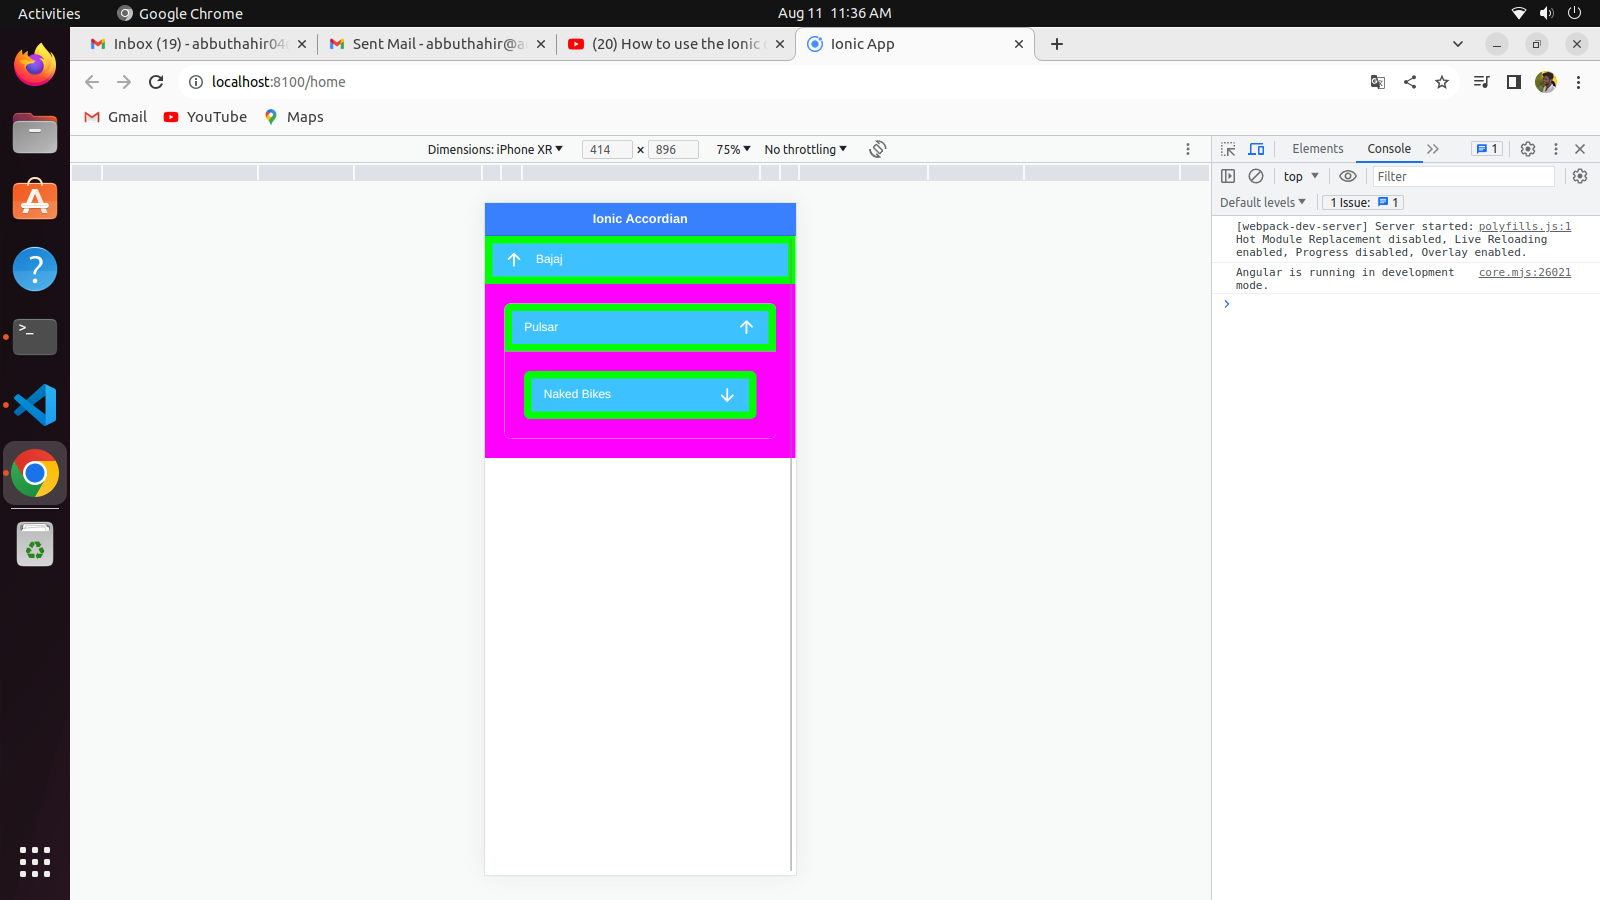 Activities
Google Chrome
Aug 11 11:36 AM
Inbox (19) - abbuthahir04
Sent Mail - abbuthahir@a
(20) How to use the Ionic
Ionic App
localhost:8100/home
Gmail
YouTube
Maps
Dimensions: iPhone XR
414 × 896
75%
No throttling
Elements
Console
1
top
Filter
Default levels
1 Issue: 1
[webpack-dev-server] Server started: polyfills.js:1
Hot Module Replacement disabled, Live Reloading
enabled, Progress disabled, Overlay enabled.
Angular is running in development core.mjs:26021
mode.
Ionic Accordian
Bajaj
Pulsar
Naked Bikes